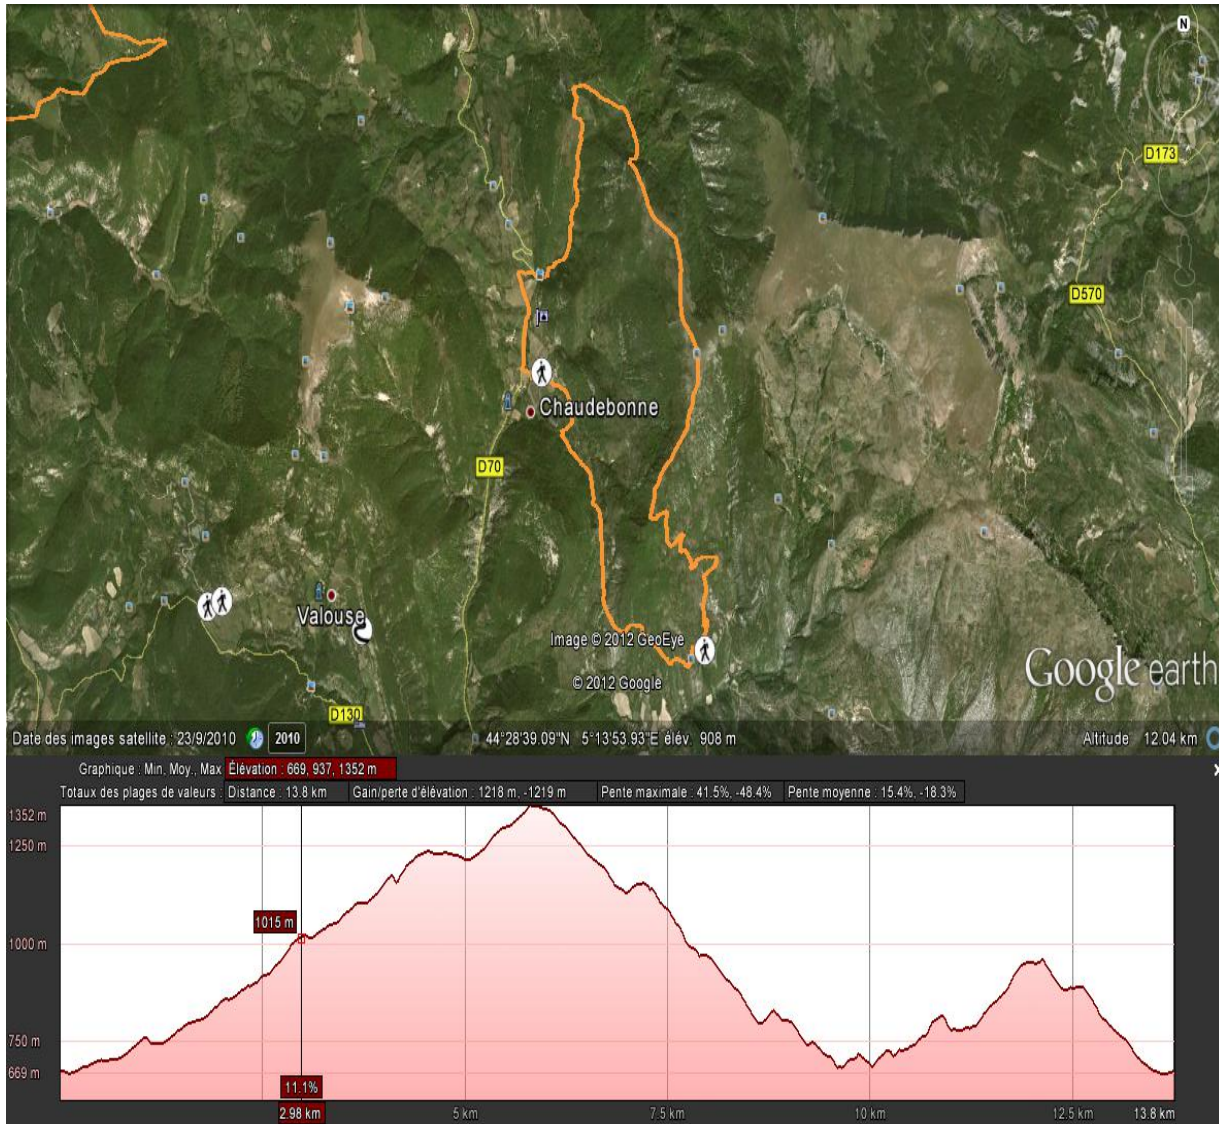 N
D173
D570
Chaudebonne
D70
Valouse
Image © 2012 GeoEye
© 2012 Google
Google earth
D130
Date des images satellite : 23/9/2010 2010 44°28'39.09"N 5°13'53.93"E élév. 908 m Altitude 12.04 km
Graphique : Min, Moy., Max Élévation : 669, 937, 1352 m
Totaux des plages de valeurs : Distance : 13.8 km Gain/perte d'élévation : 1218 m, -1219 m Pente maximale : 41.5%, -48.4% Pente moyenne : 15.4%, -18.3%
1352 m
1250 m
1015 m
1000 m
750 m
669 m
11.1%
2.98 km 5 km 7.5 km 10 km 12.5 km 13.8 km